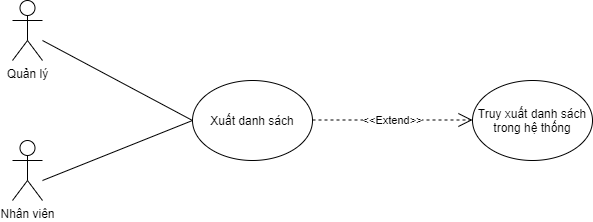 Quản lý
Xuất danh sách
<<Extend>>
Truy xuất danh sách
trong hệ thống
Nhân viên